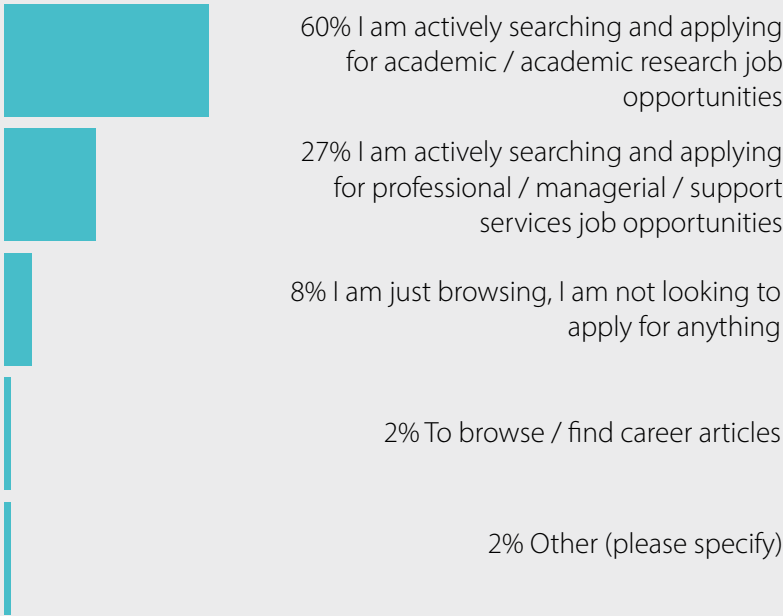 60% I am actively searching and applying
for academic / academic research job
opportunities
27% I am actively searching and applying
for professional / managerial / support
services job opportunities
8% I am just browsing, I am not looking to
apply for anything
2% To browse / find career articles
2% Other (please specify)